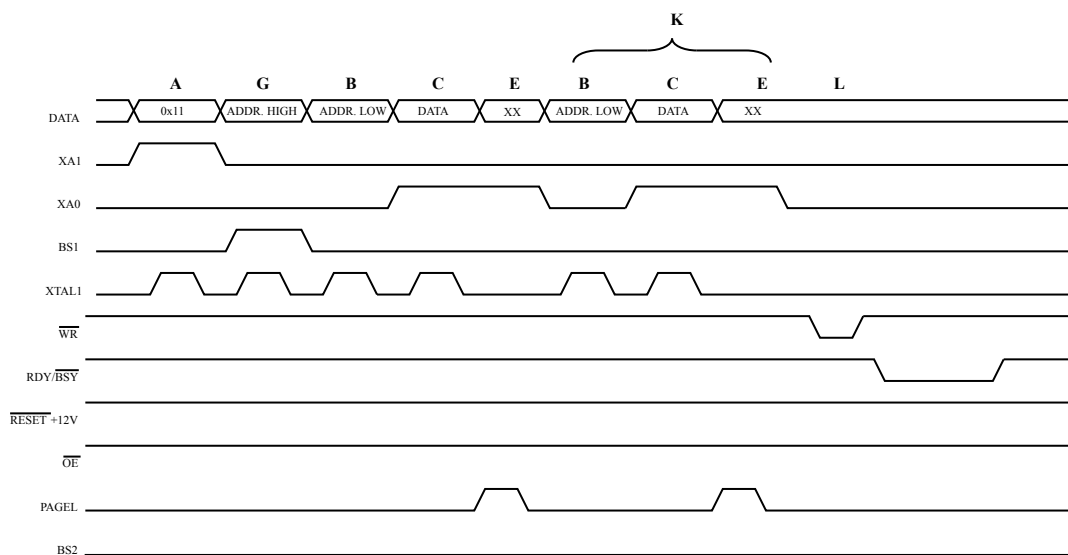 K
A G B C E B C E L
DATA 0x11 ADDR. HIGH ADDR. LOW DATA XX ADDR. LOW DATA XX
XA1
XA0
BS1
XTAL1
WR
RDY/BSY
RESET +12V
OE
PAGEL
BS2